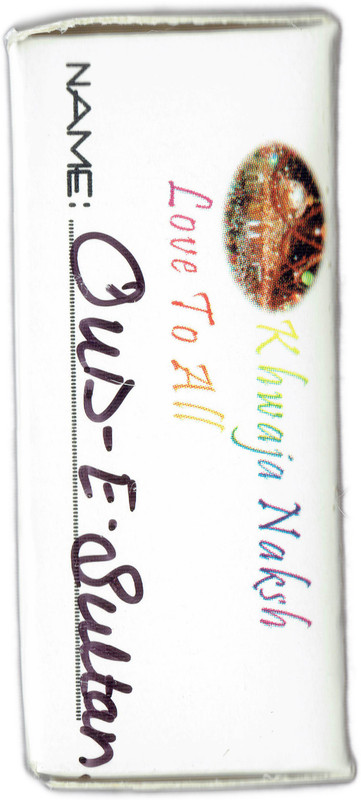 Khwaja Naksh
Love To All
NAME: Oud-E-Sultan